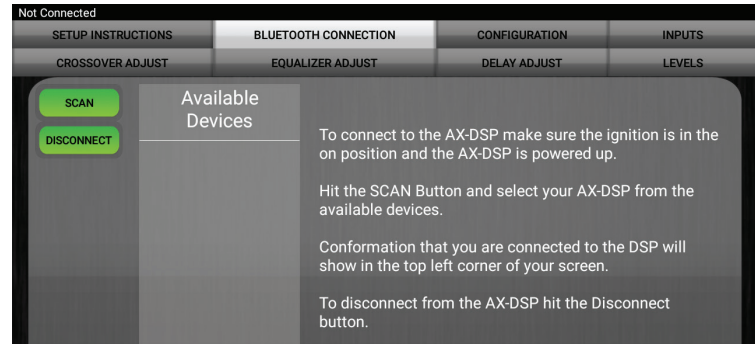 Not Connected
SETUP INSTRUCTIONS BLUETOOTH CONNECTION CONFIGURATION INPUTS
CROSSOVER ADJUST EQUALIZER ADJUST DELAY ADJUST LEVELS
SCAN
DISCONNECT
Available
Devices
To connect to the AX-DSP make sure the ignition is in the
on position and the AX-DSP is powered up.
Hit the SCAN Button and select your AX-DSP from the
available devices.
Conformation that you are connected to the DSP will
show in the top left corner of your screen.
To disconnect from the AX-DSP hit the Disconnect
button.